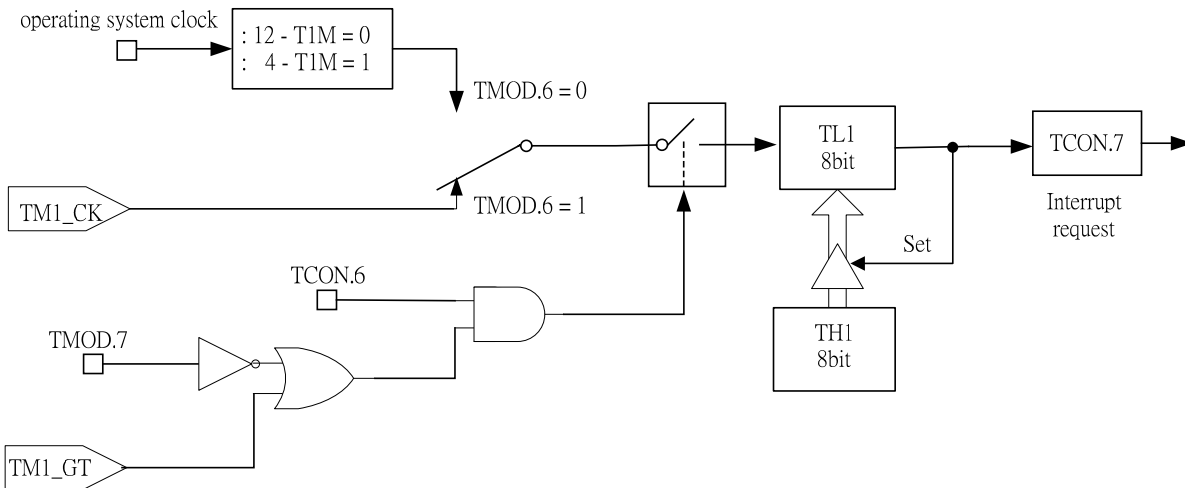 operating system clock
: 12 - T1M = 0
: 4 - T1M = 1
TMOD.6 = 0
TL1
8bit
TCON.7
TM1_CK
TMOD.6 = 1
Interrupt
request
Set
TCON.6
TH1
8bit
TMOD.7
TM1_GT